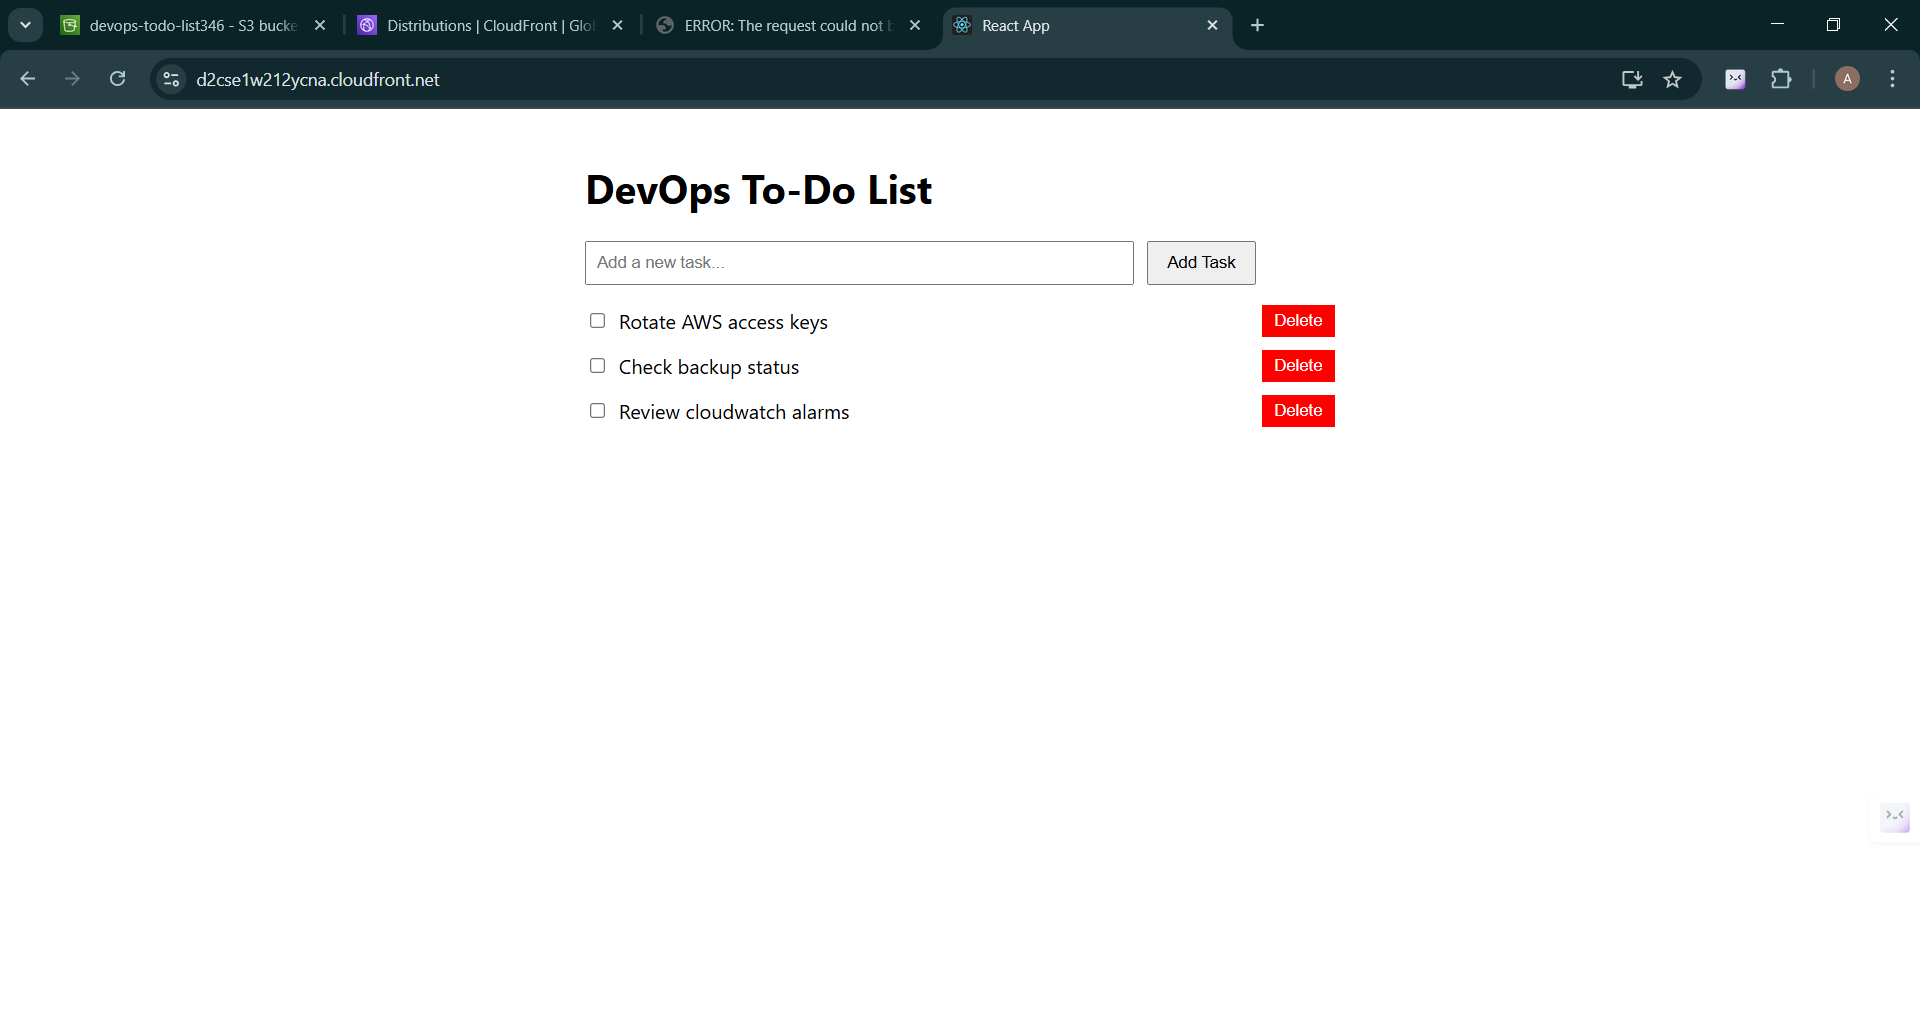 devops-todo-list346 - S3 bucke
Distributions | CloudFront | Glo
ERROR: The request could not b
React App
d2cse1w212ycna.cloudfront.net
A
DevOps To-Do List
Add a new task...
Add Task
Rotate AWS access keys
Delete
Check backup status
Delete
Review cloudwatch alarms
Delete